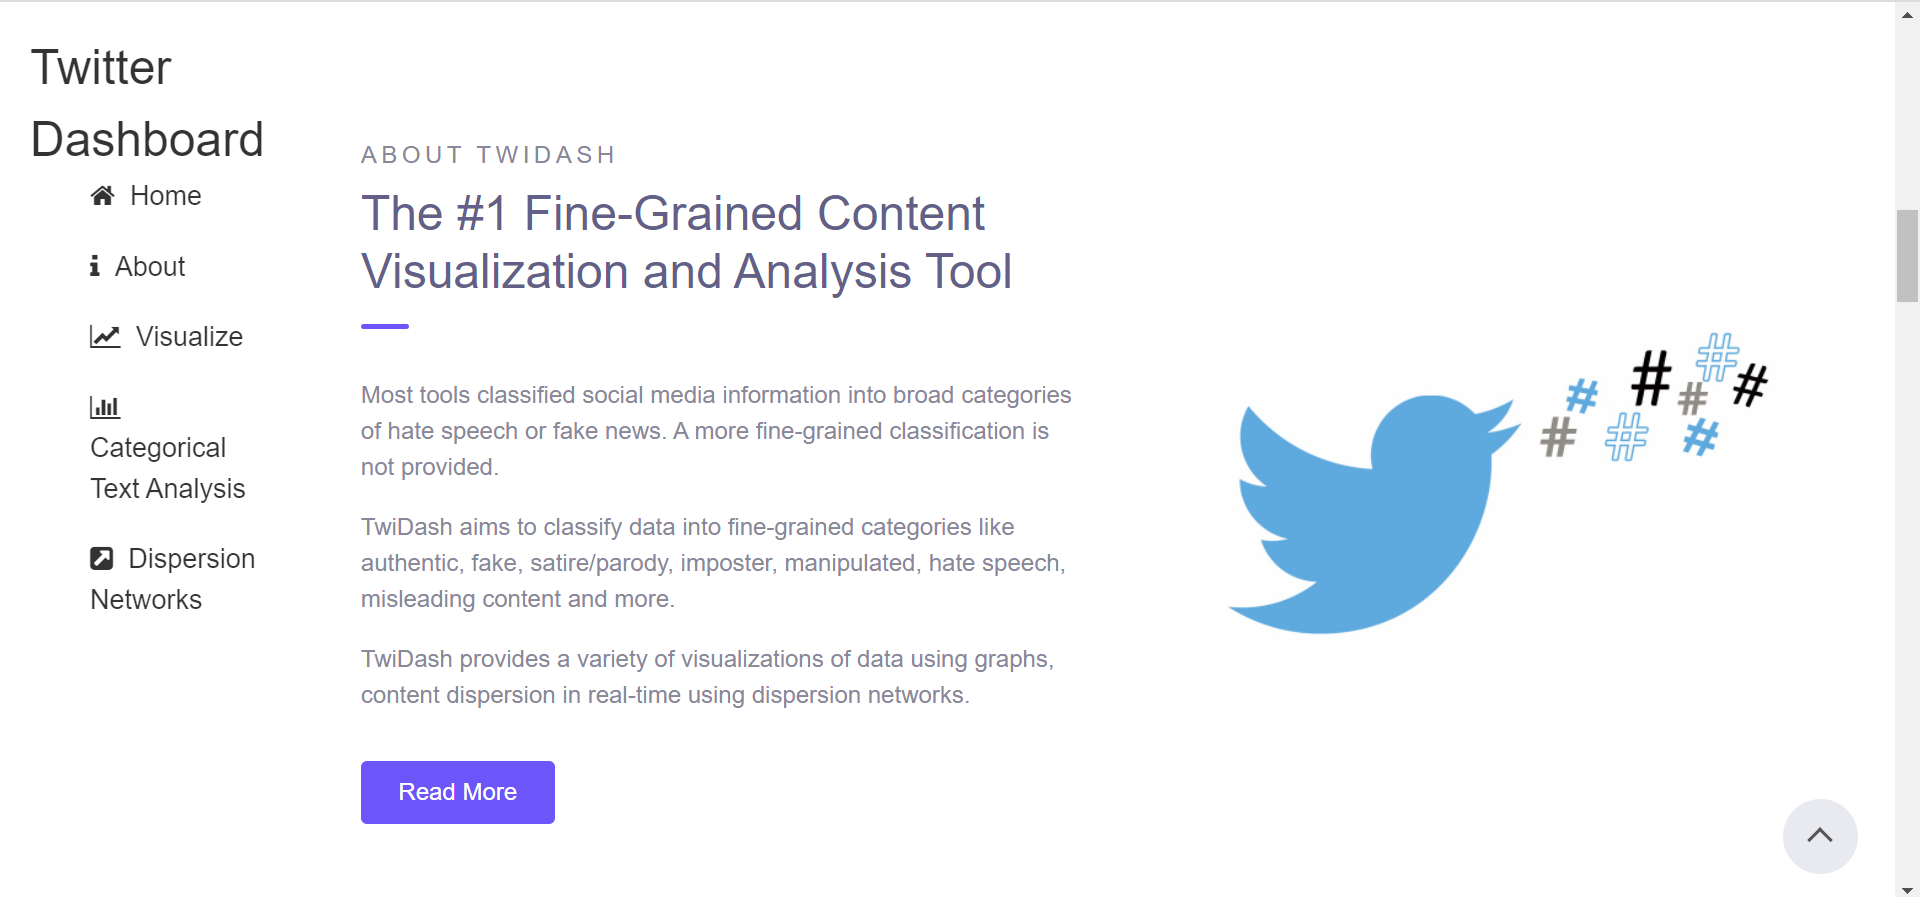 Twitter
Dashboard
Home
About
Visualize
Categorical
Text Analysis
Dispersion
Networks
ABOUT TWIDASH
The #1 Fine-Grained Content
Visualization and Analysis Tool
Most tools classified social media information into broad categories
of hate speech or fake news. A more fine-grained classification is
not provided.
TwiDash aims to classify data into fine-grained categories like
authentic, fake, satire/parody, imposter, manipulated, hate speech,
misleading content and more.
TwiDash provides a variety of visualizations of data using graphs,
content dispersion in real-time using dispersion networks.
Read More
# # # # # # # #